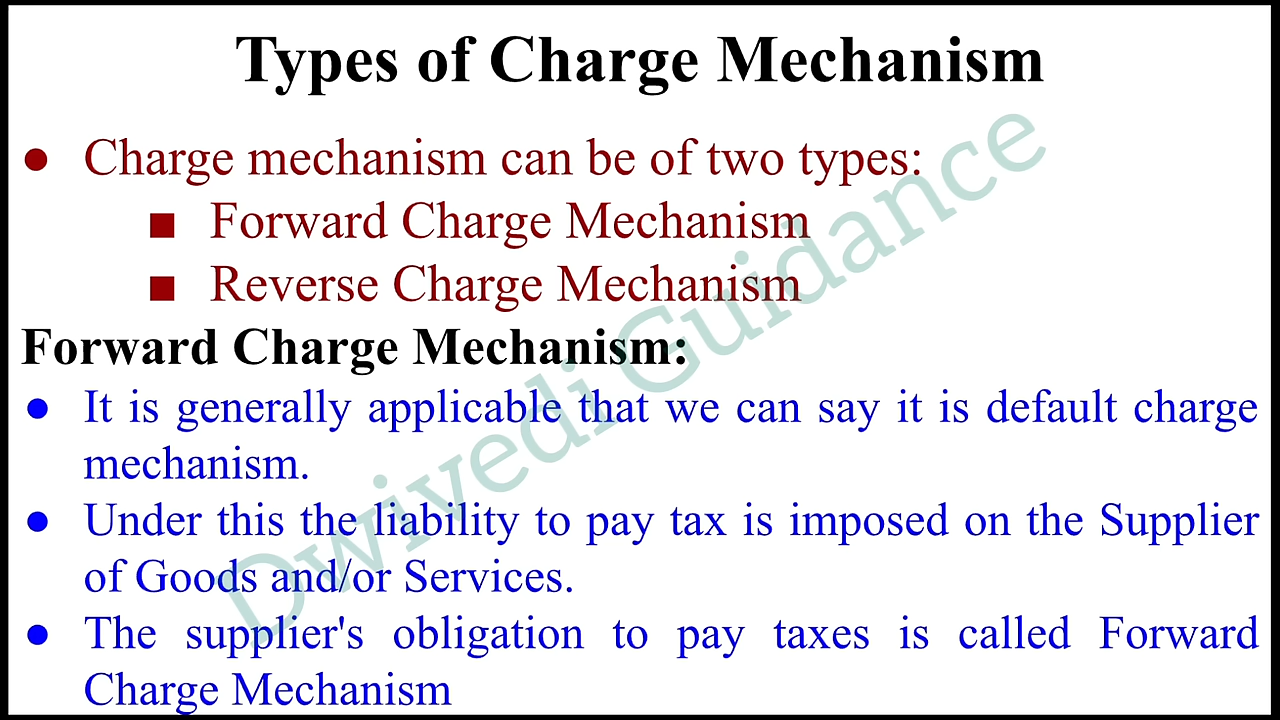 Types of Charge Mechanism
● Charge mechanism can be of two types:
■ Forward Charge Mechanism
■ Reverse Charge Mechanism
Forward Charge Mechanism:
● It is generally applicable that we can say it is default charge
mechanism.
● Under this the liability to pay tax is imposed on the Supplier
of Goods and/or Services.
● The supplier's obligation to pay taxes is called Forward
Charge Mechanism
Dwivedi Guidance